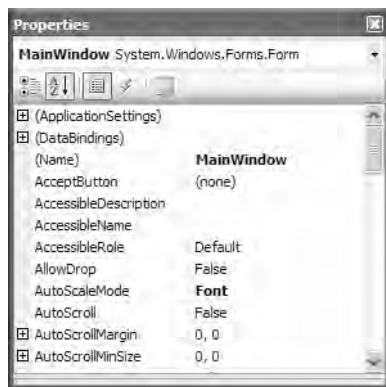 Properties
MainWindow System.Windows.Forms.Form
A
Z
(ApplicationSettings)
(DataBindings)
(Name) MainWindow
AcceptButton (none)
AccessibleDescription
AccessibleName
AccessibleRole Default
AllowDrop False
AutoScaleMode Font
AutoScroll False
AutoScrollMargin 0, 0
AutoScrollMinSize 0, 0